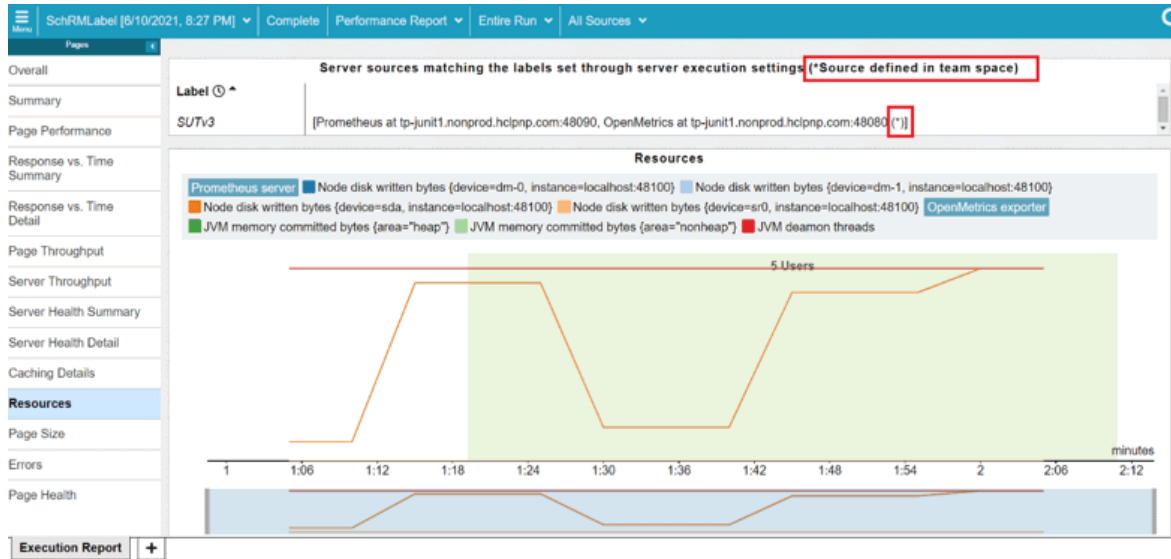 SchRMLabel [6/10/2021, 8:27 PM] Complete Performance Report Entire Run All Sources
Menu
Pages
Overall
Summary
Page Performance
Response vs. Time
Summary
Response vs. Time
Detail
Page Throughput
Server Throughput
Server Health Summary
Server Health Detail
Caching Details
Resources
Page Size
Errors
Page Health
Server sources matching the labels set through server execution settings (*Source defined in team space)
Label
SUTv3 [Prometheus at tp-junit1.nonprod.hclpnp.com:48090, OpenMetrics at tp-junit1.nonprod.hclpnp.com:48080 (*)]
Resources
Prometheus server Node disk written bytes {device=dm-0, instance=localhost:48100} Node disk written bytes {device=dm-1, instance=localhost:48100}
Node disk written bytes {device=sda, instance=localhost:48100} Node disk written bytes {device=sr0, instance=localhost:48100} OpenMetrics exporter
JVM memory committed bytes {area="heap"} JVM memory committed bytes {area="nonheap"} JVM deamon threads
5 Users
minutes
1 1:06 1:12 1:18 1:24 1:30 1:36 1:42 1:48 1:54 2 2:06 2:12
Execution Report +